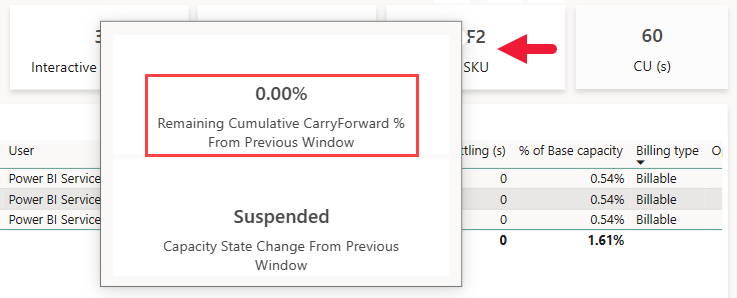 3
F2
60
Interactive
SKU
CU (s)
0.00%
Remaining Cumulative CarryForward %
From Previous Window
User
(s)
% of Base capacity
Billing type
Power BI Service
0
0.54%
Billable
Power BI Service
0
0.54%
Billable
Power BI Service
0
0.54%
Billable
0
1.61%
Suspended
Capacity State Change From Previous
Window